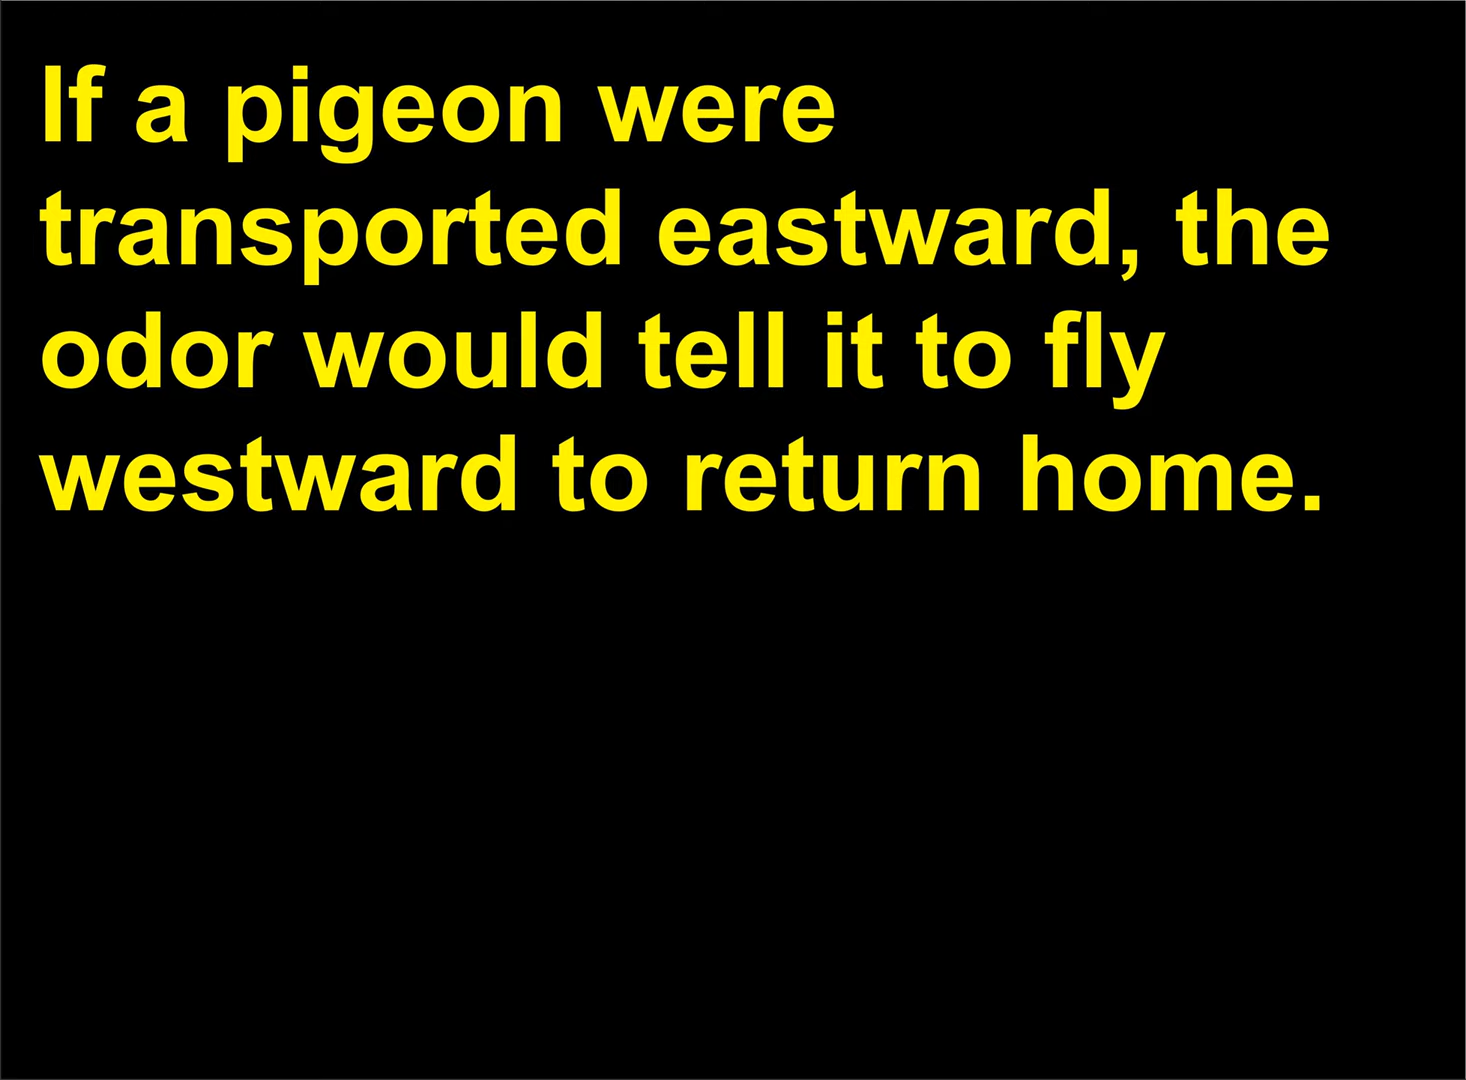 If a pigeon were
transported eastward, the
odor would tell it to fly
westward to return home.